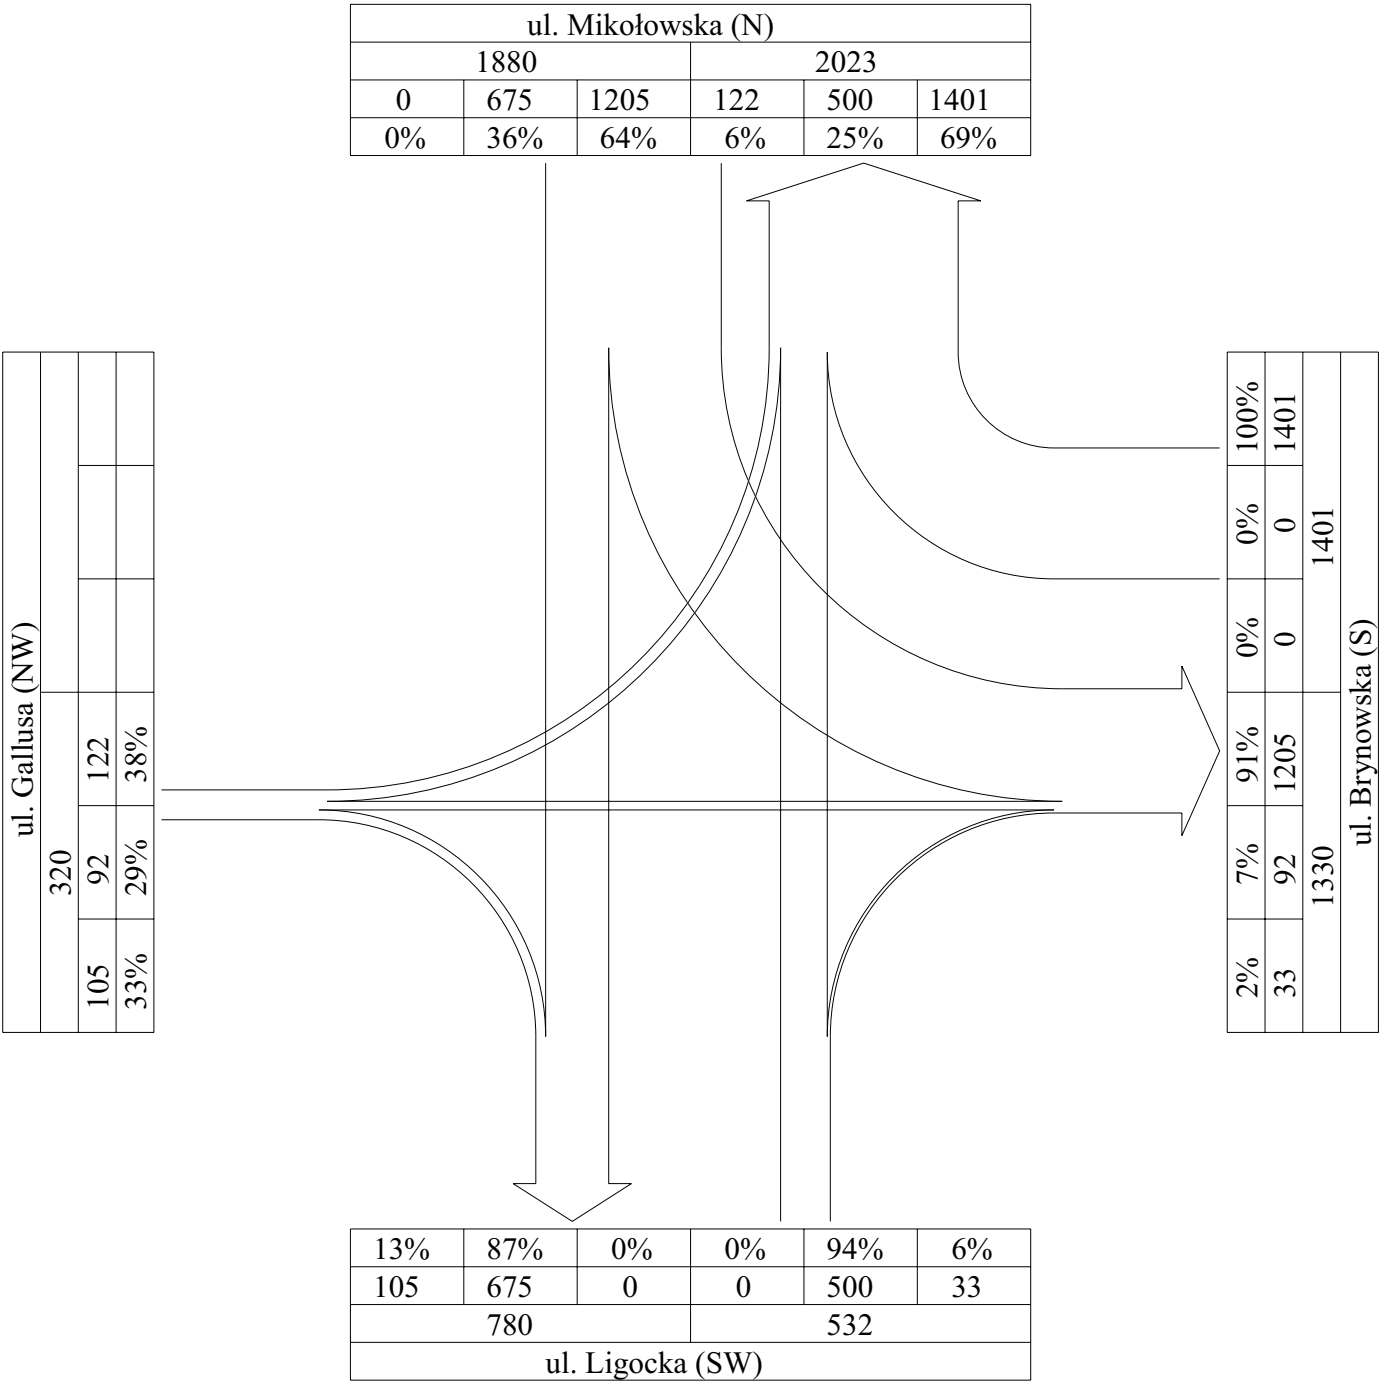 ul. Mikołowska (N)
1880 2023
0 675 1205 122 500 1401
0% 36% 64% 6% 25% 69%
ul. Gallusa (NW)
320
105 92 122
33% 29% 38%
2% 7% 91% 0% 0% 100%
33 92 1205 0 0 1401
1330 1401
ul. Brynowska (S)
13% 87% 0% 0% 94% 6%
105 675 0 0 500 33
780 532
ul. Ligocka (SW)